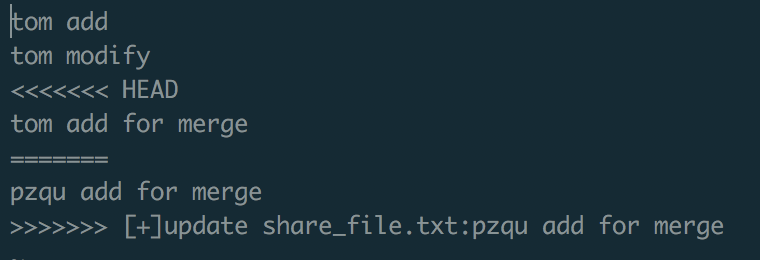 tom add
tom modify
<<<<<<< HEAD
tom add for merge
=======
pzqu add for merge
>>>>>>> [+]update share_file.txt:pzqu add for merge